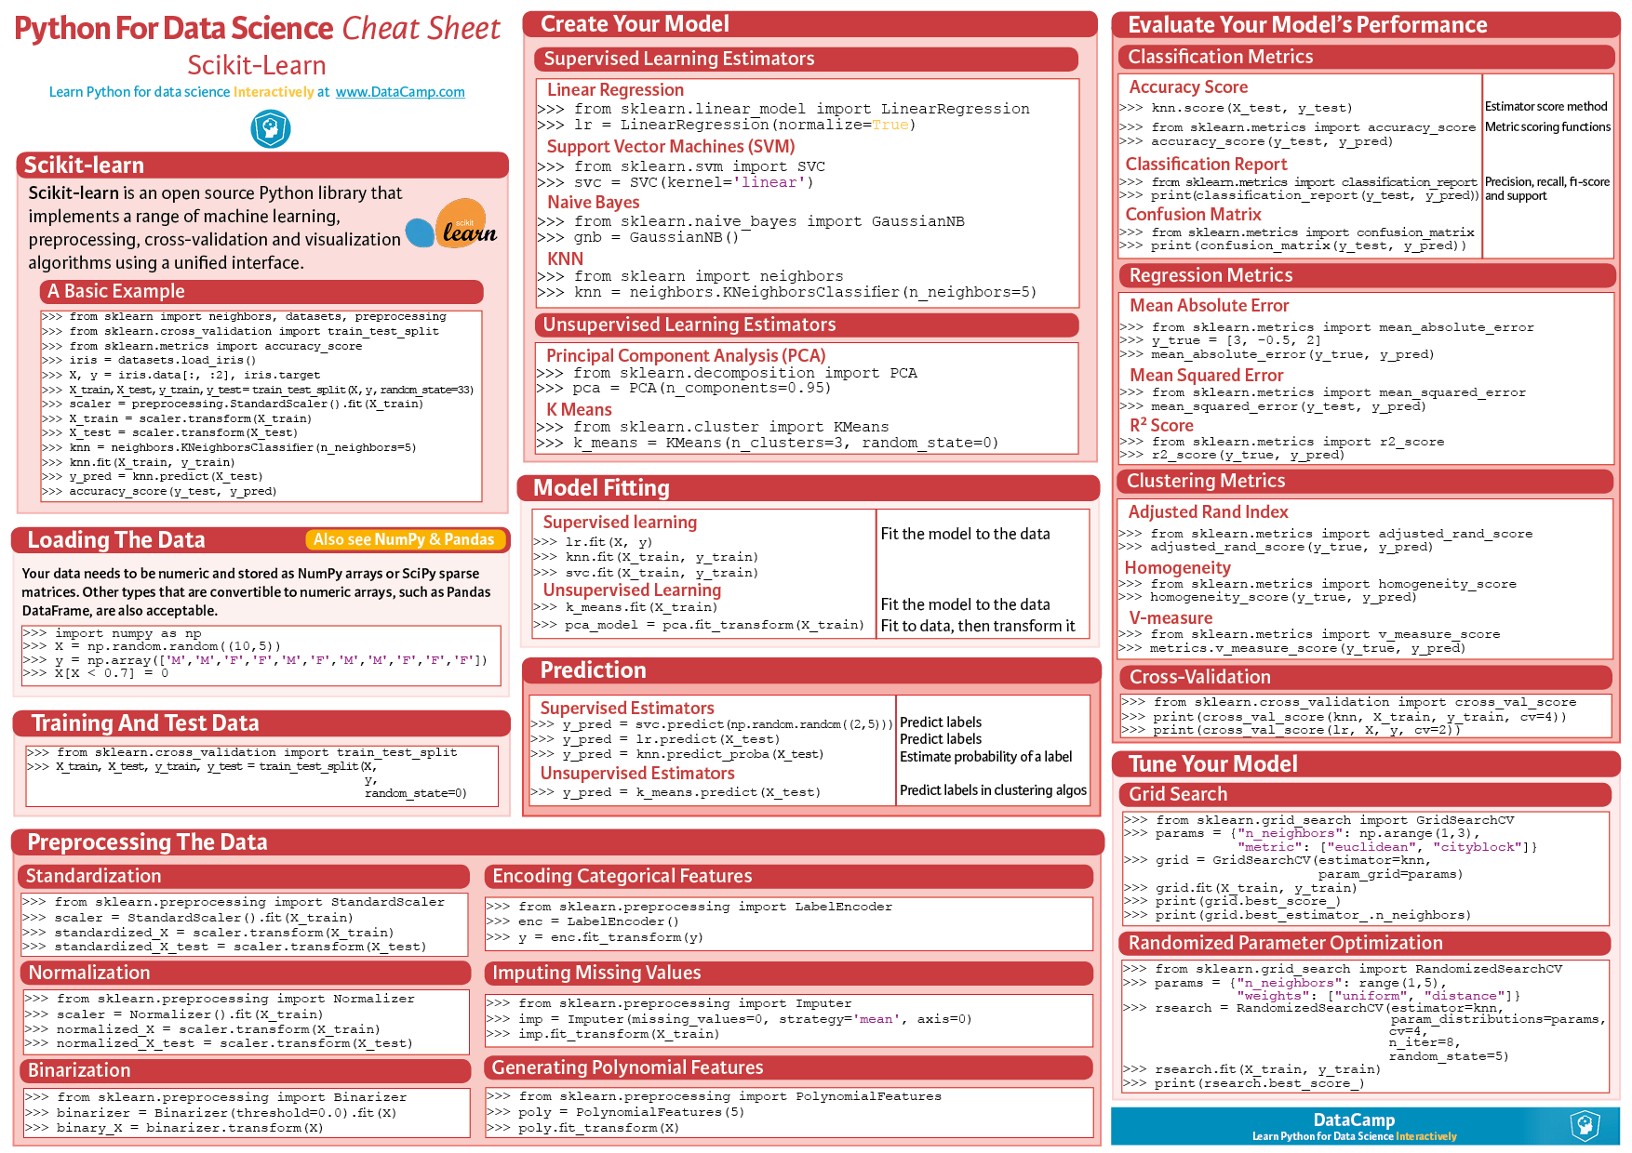 Python For Data Science Cheat Sheet
Scikit-Learn
Learn Python for data science Interactively at www.DataCamp.com
Scikit-learn
Scikit-learn is an open source Python library that
implements a range of machine learning,
preprocessing, cross-validation and visualization
algorithms using a unified interface.
scikit
learn
A Basic Example
>>> from sklearn import neighbors, datasets, preprocessing
>>> from sklearn.cross_validation import train_test_split
>>> from sklearn.metrics import accuracy_score
>>> iris = datasets.load_iris()
>>> X, y = iris.data[:, :2], iris.target
>>> X_train, X_test, y_train, y_test = train_test_split(X, y, random_state=33)
>>> scaler = preprocessing.StandardScaler().fit(X_train)
>>> X_train = scaler.transform(X_train)
>>> X_test = scaler.transform(X_test)
>>> knn = neighbors.KNeighborsClassifier(n_neighbors=5)
>>> knn.fit(X_train, y_train)
>>> y_pred = knn.predict(X_test)
>>> accuracy_score(y_test, y_pred)
Loading The Data
Also see NumPy & Pandas
Your data needs to be numeric and stored as NumPy arrays or SciPy sparse
matrices. Other types that are convertible to numeric arrays, such as Pandas
DataFrame, are also acceptable.
>>> import numpy as np
>>> X = np.random.random((10,5))
>>> y = np.array(['M','M','F','F','M','F','M','M','F','F','F'])
>>> X[X < 0.7] = 0
Training And Test Data
>>> from sklearn.cross_validation import train_test_split
>>> X_train, X_test, y_train, y_test = train_test_split(X,
y,
random_state=0)
Preprocessing The Data
Standardization
>>> from sklearn.preprocessing import StandardScaler
>>> scaler = StandardScaler().fit(X_train)
>>> standardized_X = scaler.transform(X_train)
>>> standardized_X_test = scaler.transform(X_test)
Normalization
>>> from sklearn.preprocessing import Normalizer
>>> scaler = Normalizer().fit(X_train)
>>> normalized_X = scaler.transform(X_train)
>>> normalized_X_test = scaler.transform(X_test)
Binarization
>>> from sklearn.preprocessing import Binarizer
>>> binarizer = Binarizer(threshold=0.0).fit(X)
>>> binary_X = binarizer.transform(X)
Encoding Categorical Features
>>> from sklearn.preprocessing import LabelEncoder
>>> enc = LabelEncoder()
>>> y = enc.fit_transform(y)
Imputing Missing Values
>>> from sklearn.preprocessing import Imputer
>>> imp = Imputer(missing_values=0, strategy='mean', axis=0)
>>> imp.fit_transform(X_train)
Generating Polynomial Features
>>> from sklearn.preprocessing import PolynomialFeatures
>>> poly = PolynomialFeatures(5)
>>> poly.fit_transform(X)
Create Your Model
Supervised Learning Estimators
Linear Regression
>>> from sklearn.linear_model import LinearRegression
>>> lr = LinearRegression(normalize=True)
Support Vector Machines (SVM)
>>> from sklearn.svm import SVC
>>> svc = SVC(kernel='linear')
Naive Bayes
>>> from sklearn.naive_bayes import GaussianNB
>>> gnb = GaussianNB()
KNN
>>> from sklearn import neighbors
>>> knn = neighbors.KNeighborsClassifier(n_neighbors=5)
Unsupervised Learning Estimators
Principal Component Analysis (PCA)
>>> from sklearn.decomposition import PCA
>>> pca = PCA(n_components=0.95)
K Means
>>> from sklearn.cluster import KMeans
>>> k_means = KMeans(n_clusters=3, random_state=0)
Model Fitting
Supervised learning
>>> lr.fit(X, y)
Fit the model to the data
>>> knn.fit(X_train, y_train)
>>> svc.fit(X_train, y_train)
Unsupervised Learning
>>> k_means.fit(X_train)
Fit the model to the data
>>> pca_model = pca.fit_transform(X_train)
Fit to data, then transform it
Prediction
Supervised Estimators
>>> y_pred = svc.predict(np.random.random((2,5)))
Predict labels
>>> y_pred = lr.predict(X_test)
Predict labels
>>> y_pred = knn.predict_proba(X_test)
Estimate probability of a label
Unsupervised Estimators
>>> y_pred = k_means.predict(X_test)
Predict labels in clustering algos
Evaluate Your Model's Performance
Classification Metrics
Accuracy Score
>>> knn.score(X_test, y_test)
Estimator score method
>>> from sklearn.metrics import accuracy_score
Metric scoring functions
>>> accuracy_score(y_test, y_pred)
Classification Report
>>> from sklearn.metrics import classification_report
Precision, recall, f1-score
>>> print(classification_report(y_test, y_pred))
and support
Confusion Matrix
>>> from sklearn.metrics import confusion_matrix
>>> print(confusion_matrix(y_test, y_pred))
Regression Metrics
Mean Absolute Error
>>> from sklearn.metrics import mean_absolute_error
>>> y_true = [3, -0.5, 2]
>>> mean_absolute_error(y_true, y_pred)
Mean Squared Error
>>> from sklearn.metrics import mean_squared_error
>>> mean_squared_error(y_test, y_pred)
R² Score
>>> from sklearn.metrics import r2_score
>>> r2_score(y_true, y_pred)
Clustering Metrics
Adjusted Rand Index
>>> from sklearn.metrics import adjusted_rand_score
>>> adjusted_rand_score(y_true, y_pred)
Homogeneity
>>> from sklearn.metrics import homogeneity_score
>>> homogeneity_score(y_true, y_pred)
V-measure
>>> from sklearn.metrics import v_measure_score
>>> metrics.v_measure_score(y_true, y_pred)
Cross-Validation
>>> from sklearn.cross_validation import cross_val_score
>>> print(cross_val_score(knn, X_train, y_train, cv=4))
>>> print(cross_val_score(lr, X, y, cv=2))
Tune Your Model
Grid Search
>>> from sklearn.grid_search import GridSearchCV
>>> params = {"n_neighbors": np.arange(1,3),
"metric": ["euclidean", "cityblock"]}
>>> grid = GridSearchCV(estimator=knn,
param_grid=params)
>>> grid.fit(X_train, y_train)
>>> print(grid.best_score_)
>>> print(grid.best_estimator_.n_neighbors)
Randomized Parameter Optimization
>>> from sklearn.grid_search import RandomizedSearchCV
>>> params = {"n_neighbors": range(1,5),
"weights": ["uniform", "distance"]}
>>> rsearch = RandomizedSearchCV(estimator=knn,
param_distributions=params,
cv=4,
n_iter=8,
random_state=5)
>>> rsearch.fit(X_train, y_train)
>>> print(rsearch.best_score_)
DataCamp
Learn Python for Data Science Interactively